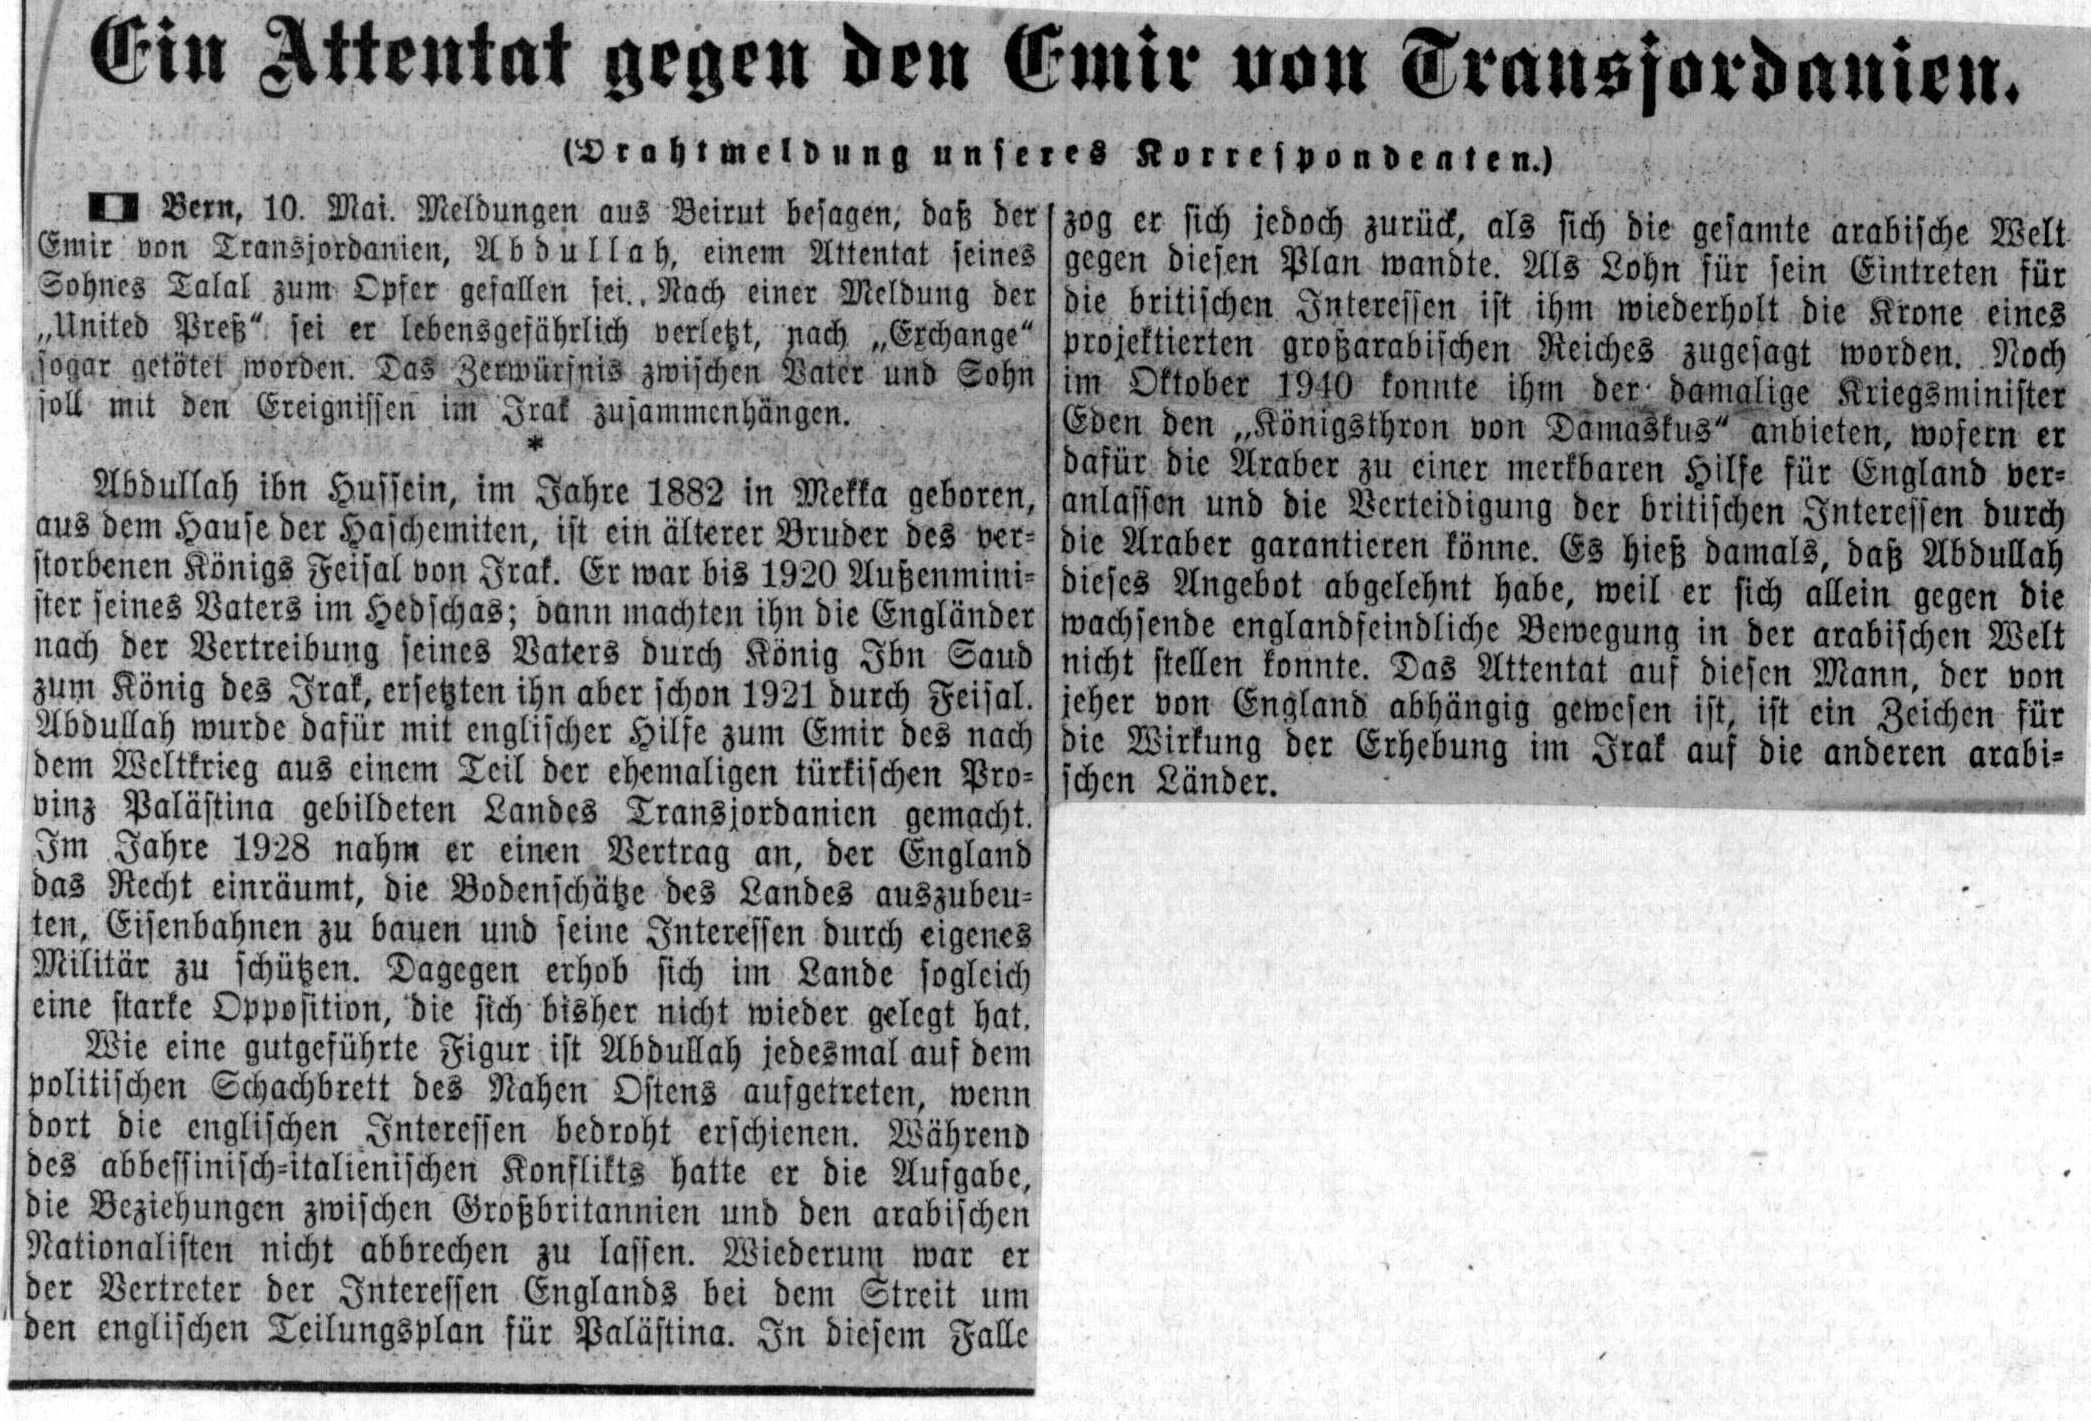 Ein Attentat gegen den Emir von Transjordanien.
(Drahtmeldung unseres Korrespondenten.)
Bern, 10. Mai. Meldungen aus Beirut besagen, daß der
Emir von Transjordanien, Abdullah, einem Attentat seines
Sohnes Talal zum Opfer gefallen sei. Nach einer Meldung der
„United Preß“ sei er lebensgefährlich verletzt, nach „Exchange“
sogar getötet worden. Das Zerwürfnis zwischen Vater und Sohn
soll mit den Ereignissen im Irak zusammenhängen.
*
Abdullah ibn Hussein, im Jahre 1882 in Mekka geboren,
aus dem Hause der Haschemiten, ist ein älterer Bruder des ver-
storbenen Königs Feisal von Irak. Er war bis 1920 Außenmini-
ster seines Vaters im Hedschas; dann machten ihn die Engländer
nach der Vertreibung seines Vaters durch König Ibn Saud
zum König des Irak, ersetzten ihn aber schon 1921 durch Feisal.
Abdullah wurde dafür mit englischer Hilfe zum Emir des nach
dem Weltkrieg aus einem Teil der ehemaligen türkischen Pro-
vinz Palästina gebildeten Landes Transjordanien gemacht.
Im Jahre 1928 nahm er einen Vertrag an, der England
das Recht einräumt, die Bodenschätze des Landes auszubeu-
ten, Eisenbahnen zu bauen und seine Interessen durch eigenes
Militär zu schützen. Dagegen erhob sich im Lande sogleich
eine starke Opposition, die sich bisher nicht wieder gelegt hat.
Wie eine gutgeführte Figur ist Abdullah jedesmal auf dem
politischen Schachbrett des Nahen Ostens aufgetreten, wenn
dort die englischen Interessen bedroht erschienen. Während
des abbessinisch-italienischen Konflikts hatte er die Aufgabe,
die Beziehungen zwischen Großbritannien und den arabischen
Nationalisten nicht abbrechen zu lassen. Wiederum war er
der Vertreter der Interessen Englands bei dem Streit um
den englischen Teilungsplan für Palästina. In diesem Falle
zog er sich jedoch zurück, als sich die gesamte arabische Welt
gegen diesen Plan wandte. Als Lohn für sein Eintreten für
die britischen Interessen ist ihm wiederholt die Krone eines
projektierten großarabischen Reiches zugesagt worden. Noch
im Oktober 1940 konnte ihm der damalige Kriegsminister
Eden den „Königsthron von Damaskus“ anbieten, wofern er
dafür die Araber zu einer merkbaren Hilfe für England ver-
anlassen und die Verteidigung der britischen Interessen durch
die Araber garantieren könne. Es hieß damals, daß Abdullah
dieses Angebot abgelehnt habe, weil er sich allein gegen die
wachsende englandfeindliche Bewegung in der arabischen Welt
nicht stellen konnte. Das Attentat auf diesen Mann, der von
jeher von England abhängig gewesen ist, ist ein Zeichen für
die Wirkung der Erhebung im Irak auf die anderen arabi-
schen Länder.